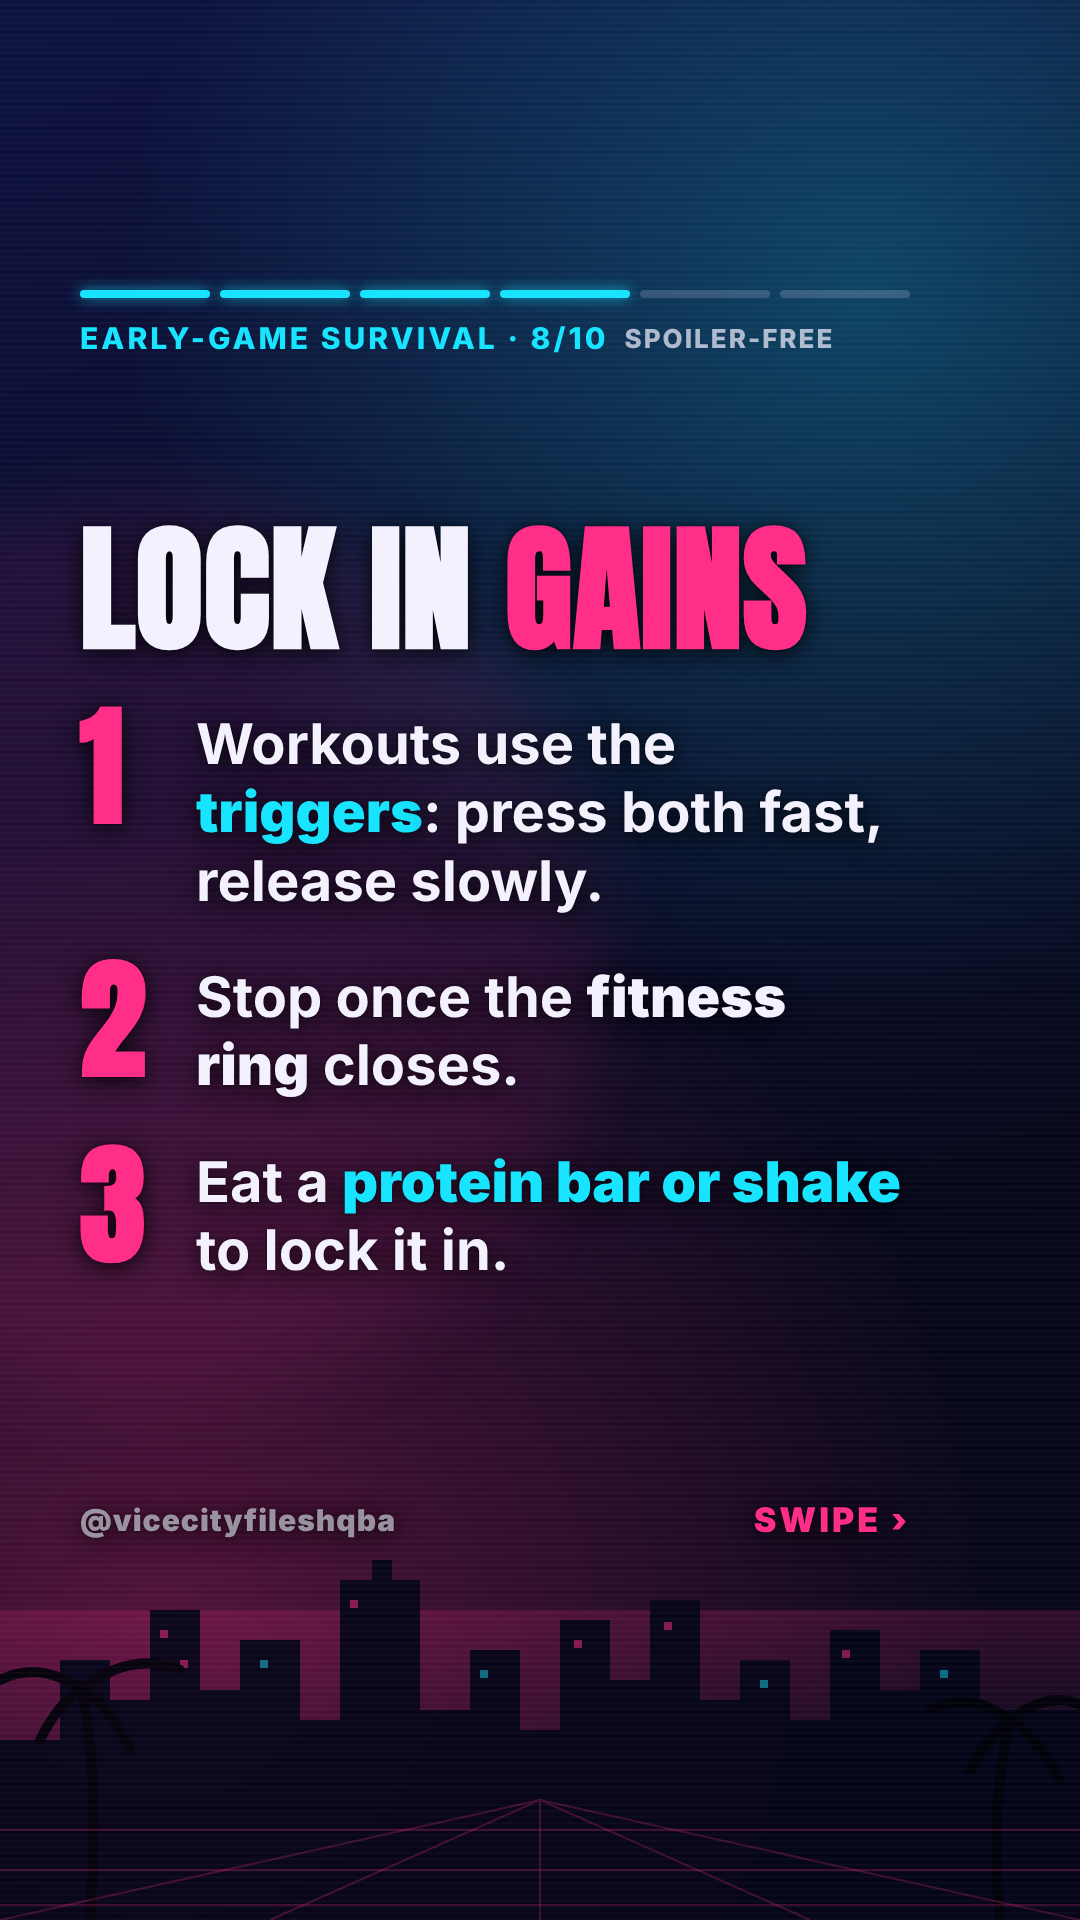 EARLY-GAME SURVIVAL · 8/10 SPOILER-FREE
LOCK IN GAINS
1 Workouts use the
triggers: press both fast,
release slowly.
2 Stop once the fitness
ring closes.
3 Eat a protein bar or shake
to lock it in.
@vicecityfileshqba SWIPE ›